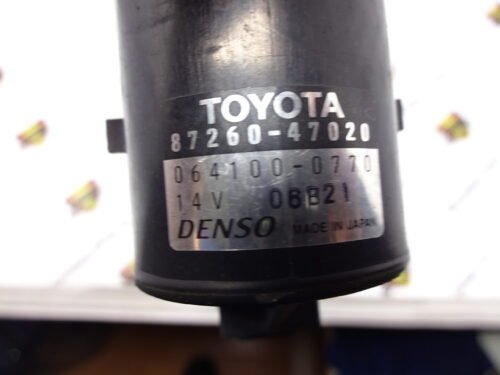 TOYOTA
87260-47020
064100-0770
14V 06B21
DENSO MADE IN JAPAN